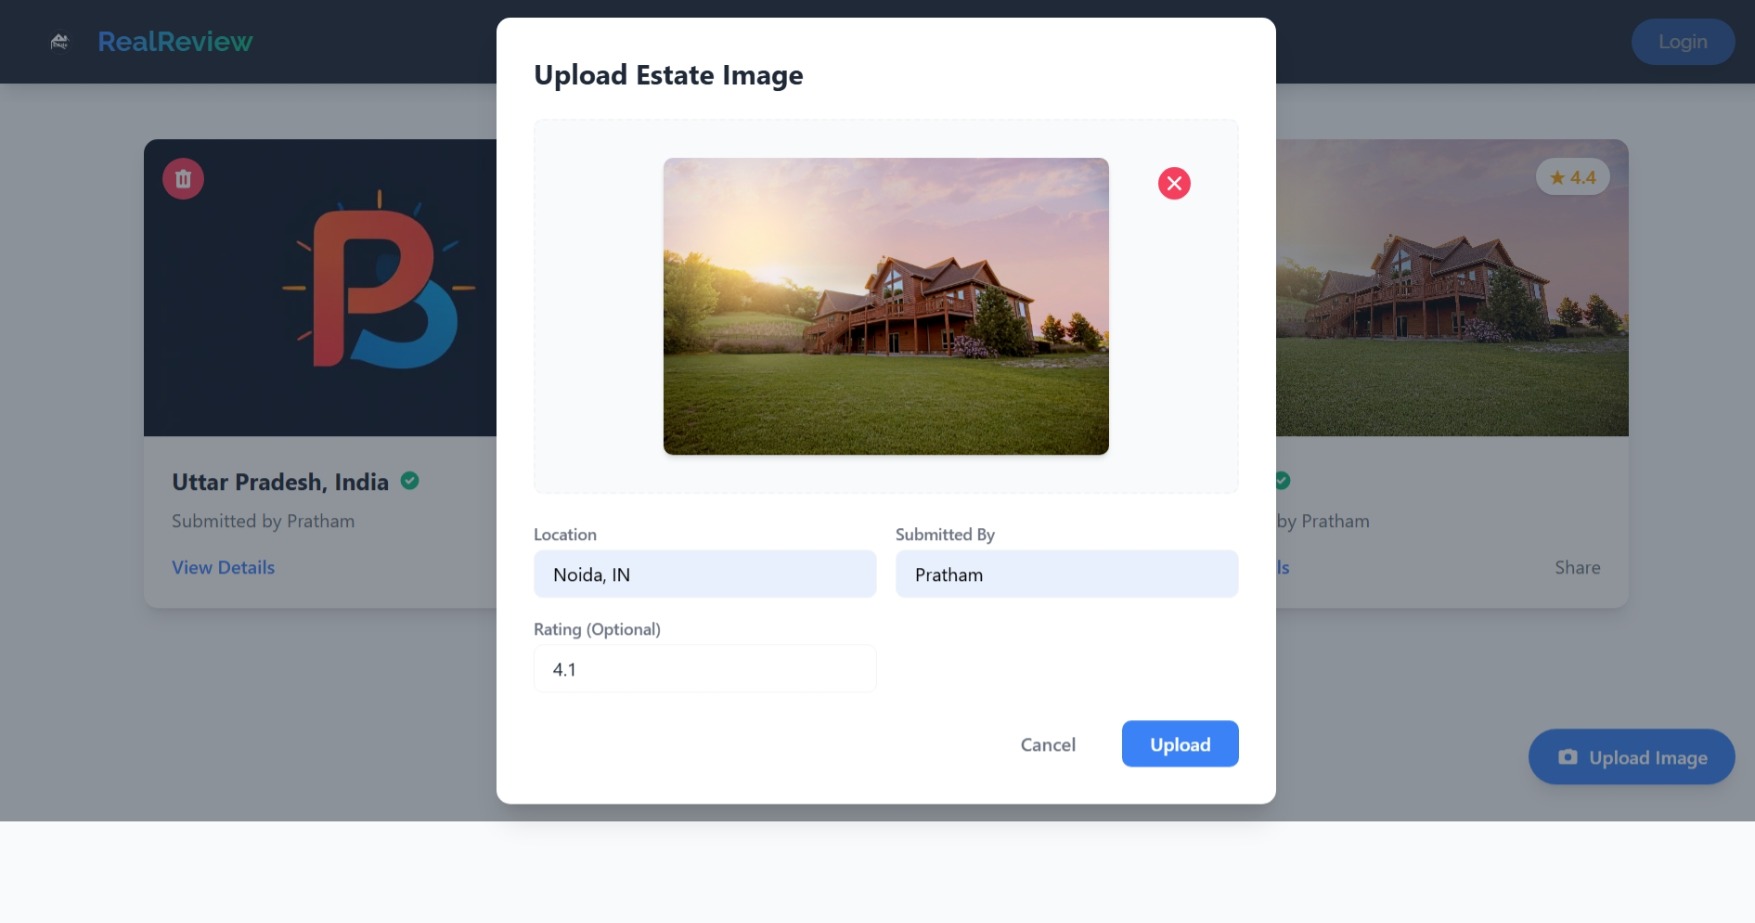 RealReview
Login
Upload Estate Image
4.4
Uttar Pradesh, India
Submitted by Pratham
View Details
by Pratham
ls
Share
Location
Noida, IN
Submitted By
Pratham
Rating (Optional)
4.1
Cancel
Upload
Upload Image